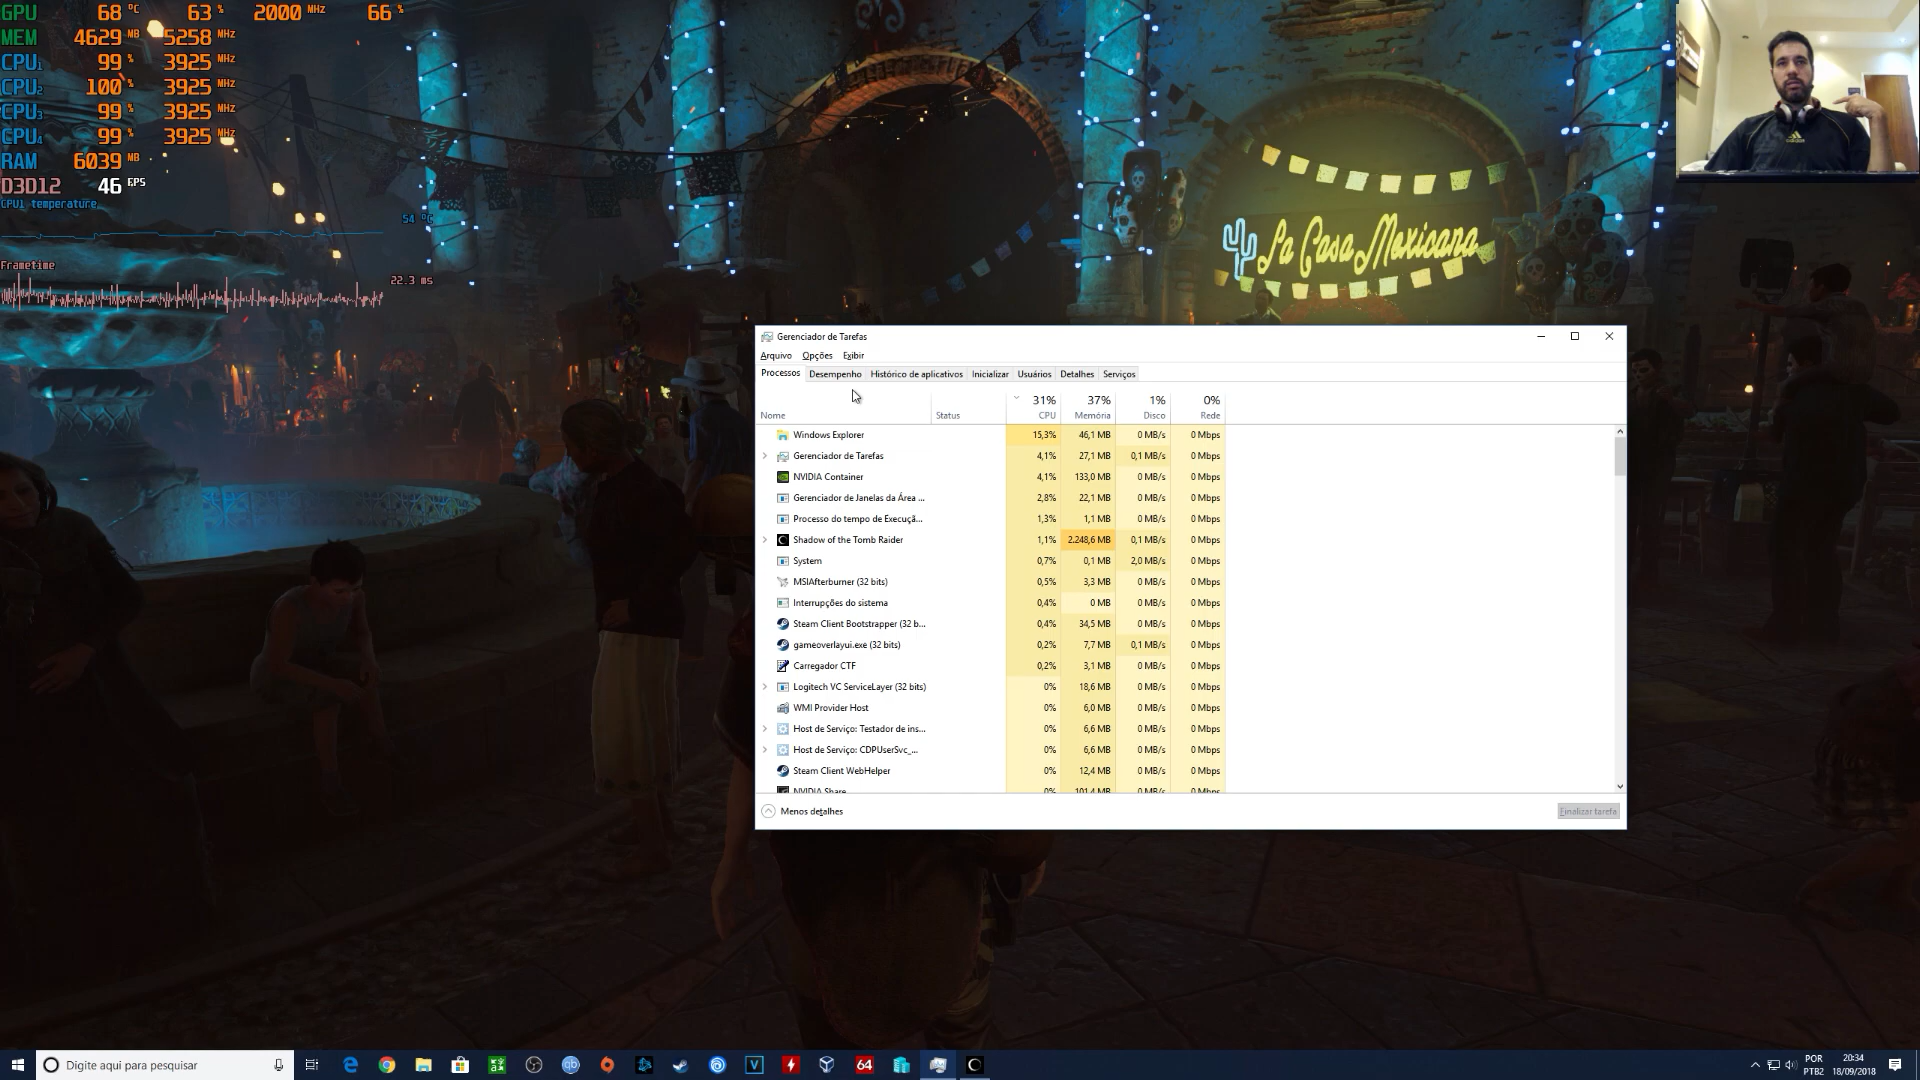 GPU 68 °C 63 % 2000 MHz 66 %
MEM 4629 MB 5258 MHz
CPU1 99 % 3925 MHz
CPU2 100 % 3925 MHz
CPU3 99 % 3925 MHz
CPU4 99 % 3925 MHz
RAM 6039 MB
D3D12 46 FPS
CPU1 temperature
54 °C
Frametime
22.3 ms
La Casa Mexicana
adidas
Gerenciador de Tarefas
Arquivo Opções Exibir
Processos Desempenho Histórico de aplicativos Inicializar Usuários Detalhes Serviços
31% 37% 1% 0%
Nome Status CPU Memória Disco Rede
Windows Explorer 15,3% 46,1 MB 0 MB/s 0 Mbps
Gerenciador de Tarefas 4,1% 27,1 MB 0,1 MB/s 0 Mbps
NVIDIA Container 4,1% 133,0 MB 0 MB/s 0 Mbps
Gerenciador de Janelas da Área ... 2,8% 22,1 MB 0 MB/s 0 Mbps
Processo do tempo de Execuçã... 1,3% 1,1 MB 0 MB/s 0 Mbps
Shadow of the Tomb Raider 1,1% 2.248,6 MB 0,1 MB/s 0 Mbps
System 0,7% 0,1 MB 2,0 MB/s 0 Mbps
MSIAfterburner (32 bits) 0,5% 3,3 MB 0 MB/s 0 Mbps
Interrupções do sistema 0,4% 0 MB 0 MB/s 0 Mbps
Steam Client Bootstrapper (32 b... 0,4% 34,5 MB 0 MB/s 0 Mbps
gameoverlayui.exe (32 bits) 0,2% 7,7 MB 0,1 MB/s 0 Mbps
Carregador CTF 0,2% 3,1 MB 0 MB/s 0 Mbps
Logitech VC ServiceLayer (32 bits) 0% 18,6 MB 0 MB/s 0 Mbps
WMI Provider Host 0% 6,0 MB 0 MB/s 0 Mbps
Host de Serviço: Testador de ins... 0% 6,6 MB 0 MB/s 0 Mbps
Host de Serviço: CDPUserSvc_... 0% 6,6 MB 0 MB/s 0 Mbps
Steam Client WebHelper 0% 12,4 MB 0 MB/s 0 Mbps
NVIDIA Share 0% 101,4 MB 0 MB/s 0 Mbps
Menos detalhes
Finalizar tarefa
Digite aqui para pesquisar
64
POR
PTB2
20:34
18/09/2018